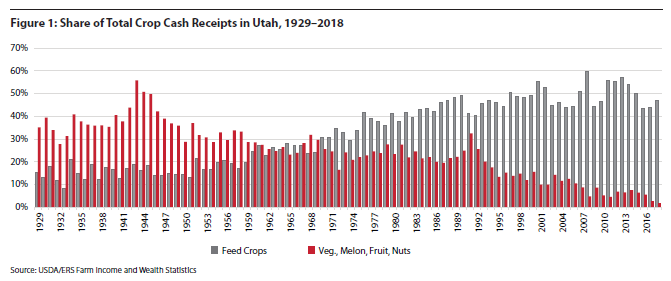 Figure 1: Share of Total Crop Cash Receipts in Utah, 1929–2018
70%
60%
50%
40%
30%
20%
10%
0%
1929 1932 1935 1938 1941 1944 1947 1950 1953 1956 1959 1962 1965 1968 1971 1974 1977 1980 1983 1986 1989 1992 1995 1998 2001 2004 2007 2010 2013 2016
Feed Crops Veg., Melon, Fruit, Nuts
Source: USDA/ERS Farm Income and Wealth Statistics